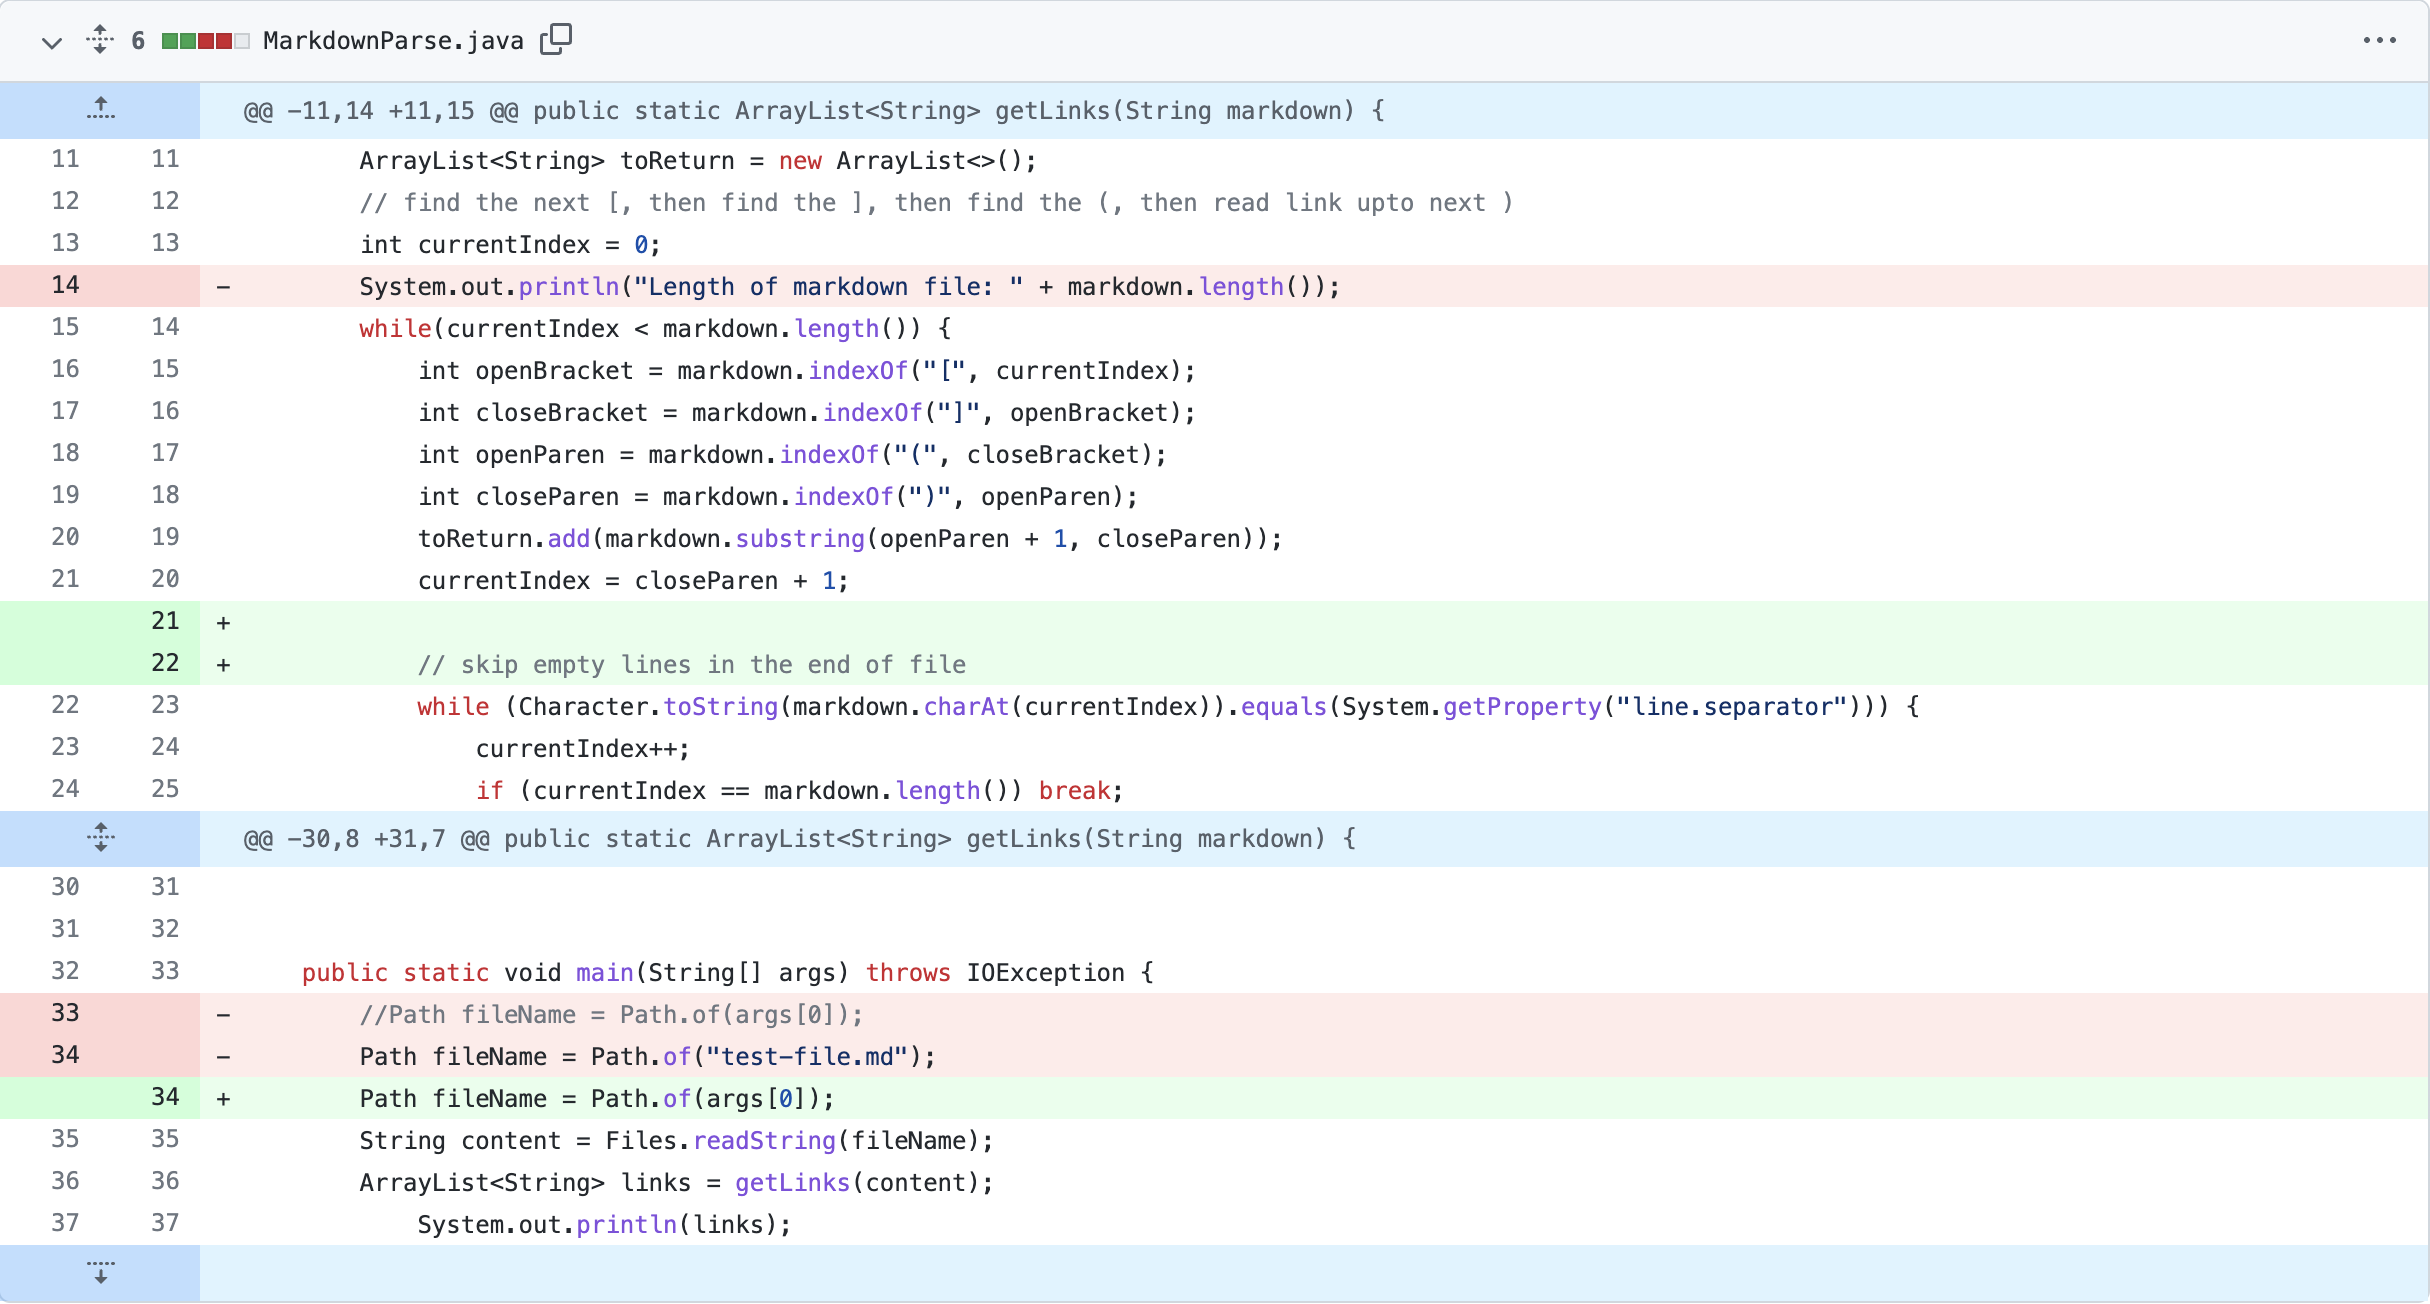 6 MarkdownParse.java
@@ -11,14 +11,15 @@ public static ArrayList<String> getLinks(String markdown) {
11 11 ArrayList<String> toReturn = new ArrayList<>();
12 12 // find the next [, then find the ], then find the (, then read link upto next )
13 13 int currentIndex = 0;
14 - System.out.println("Length of markdown file: " + markdown.length());
15 14 while(currentIndex < markdown.length()) {
16 15 int openBracket = markdown.indexOf("[", currentIndex);
17 16 int closeBracket = markdown.indexOf("]", openBracket);
18 17 int openParen = markdown.indexOf("(", closeBracket);
19 18 int closeParen = markdown.indexOf(")", openParen);
20 19 toReturn.add(markdown.substring(openParen + 1, closeParen));
21 20 currentIndex = closeParen + 1;
21 +
22 + // skip empty lines in the end of file
22 23 while (Character.toString(markdown.charAt(currentIndex)).equals(System.getProperty("line.separator"))) {
23 24 currentIndex++;
24 25 if (currentIndex == markdown.length()) break;
@@ -30,8 +31,7 @@ public static ArrayList<String> getLinks(String markdown) {
30 31
31 32
32 33 public static void main(String[] args) throws IOException {
33 - //Path fileName = Path.of(args[0]);
34 - Path fileName = Path.of("test-file.md");
34 + Path fileName = Path.of(args[0]);
35 35 String content = Files.readString(fileName);
36 36 ArrayList<String> links = getLinks(content);
37 37 System.out.println(links);